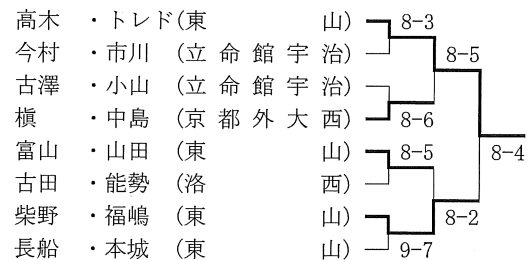 高木・トレド(東山) 8-3
今村・市川(立命館宇治) 8-5
古澤・小山(立命館宇治)
槇・中島(京都外大西) 8-6
富山・山田(東山) 8-5 8-4
古田・能勢(洛西)
柴野・福嶋(東山) 8-2
長船・本城(東山) 9-7